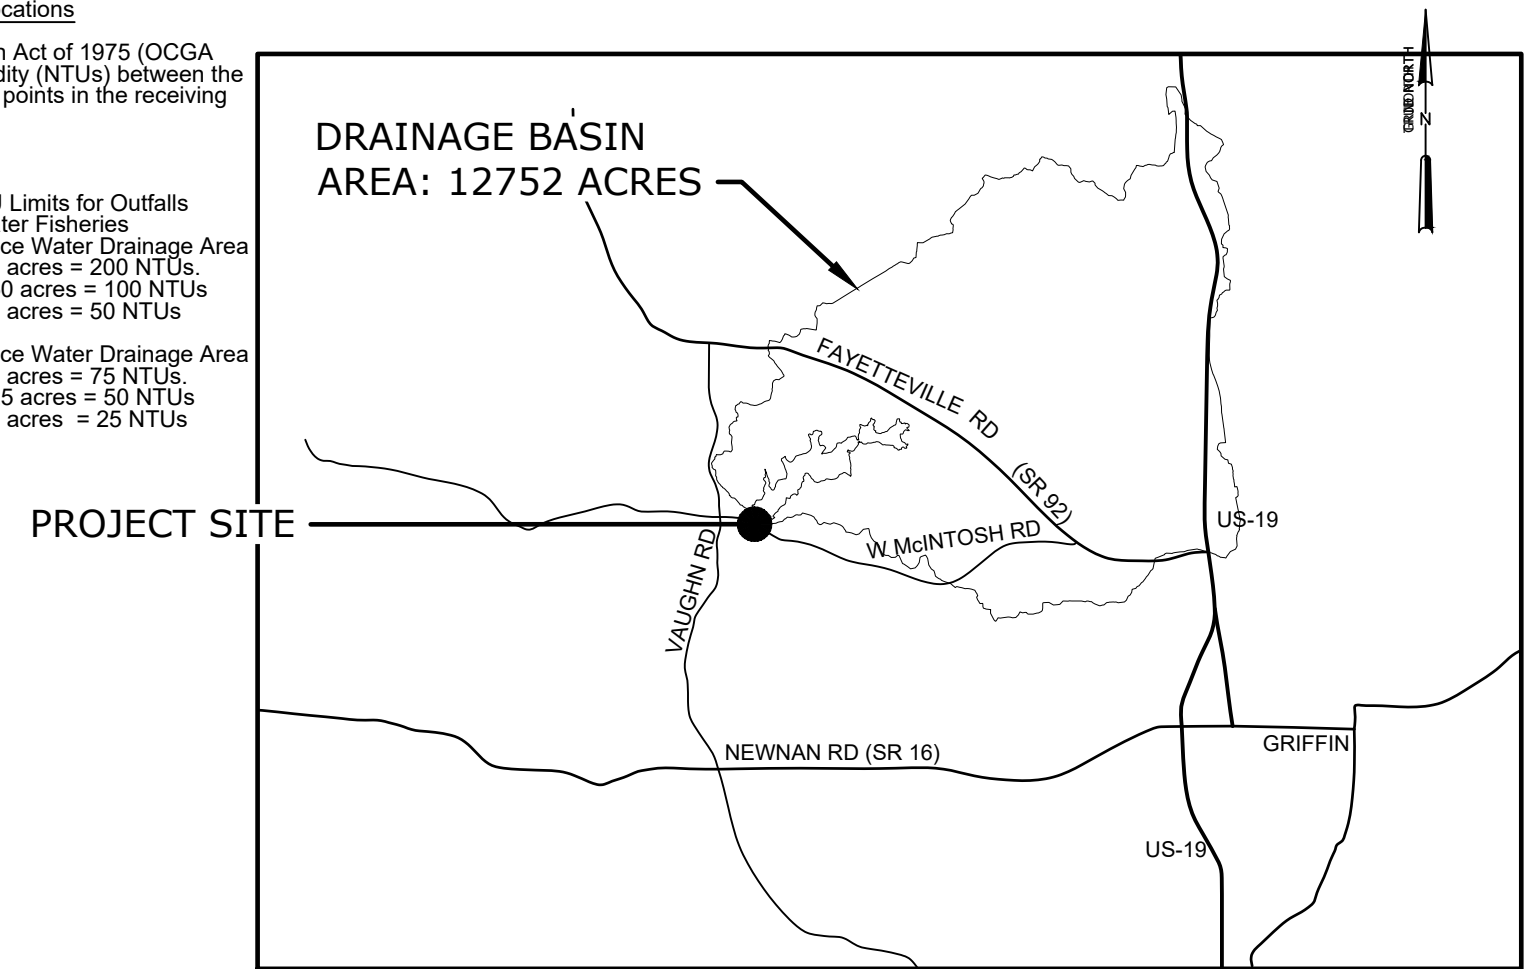 ocations
n Act of 1975 (OCGA
dity (NTUs) between the
points in the receiving
J Limits for Outfalls
ter Fisheries
ce Water Drainage Area
acres = 200 NTUs.
0 acres = 100 NTUs
acres = 50 NTUs
ce Water Drainage Area
acres = 75 NTUs.
5 acres = 50 NTUs
acres = 25 NTUs
DRAINAGE BASIN
AREA: 12752 ACRES
N
FAYETTEVILLE RD
(SR 92)
US-19
PROJECT SITE
W McINTOSH RD
VAUGHN RD
NEWNAN RD (SR 16)
GRIFFIN
US-19